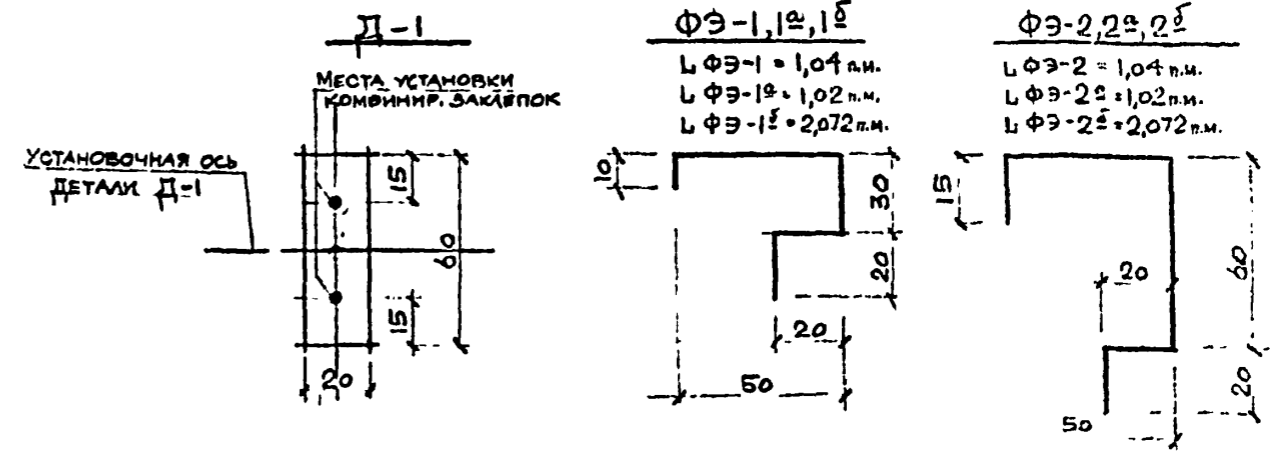 Д-1
МЕСТА УСТАНОВКИ
КОМБИНИР. ЗАКЛЕПОК
УСТАНОВОЧНАЯ ОСЬ
ДЕТАЛИ Д-1
15
60
15
20
ФЭ-1,1а,1б
L ФЭ-1 = 1,04 п.м.
L ФЭ-1а = 1,02 п.м.
L ФЭ-1б = 2,072 п.м.
10
30
20
20
50
ФЭ-2,2а,2б
L ФЭ-2 = 1,04 п.м.
L ФЭ-2а = 1,02 п.м.
L ФЭ-2б = 2,072 п.м.
15
20
60
20
50